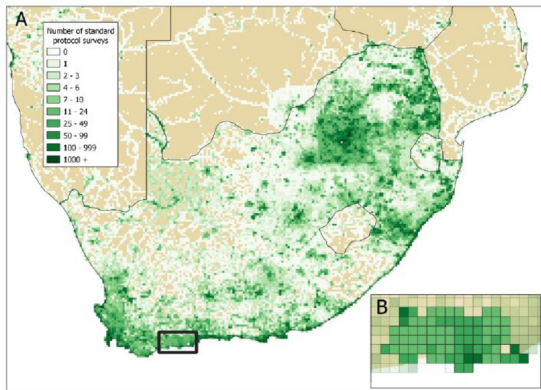 A
Number of standard
protocol surveys
0
1
2 - 3
4 - 6
7 - 10
11 - 24
25 - 49
50 - 99
100 - 999
1000 +
B